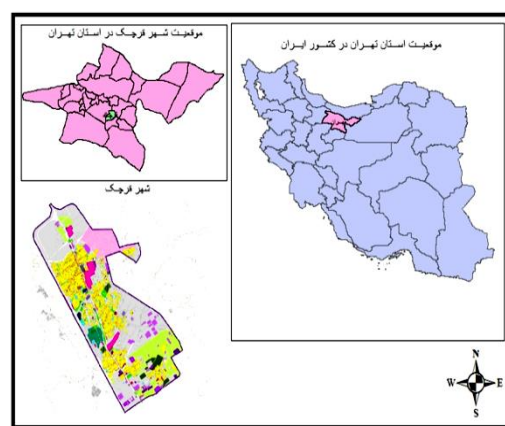 موقعیت استان تهران در کشور ایران
موقعیت شهر قرچک در استان تهران
شهر قرچک
N
W E
S